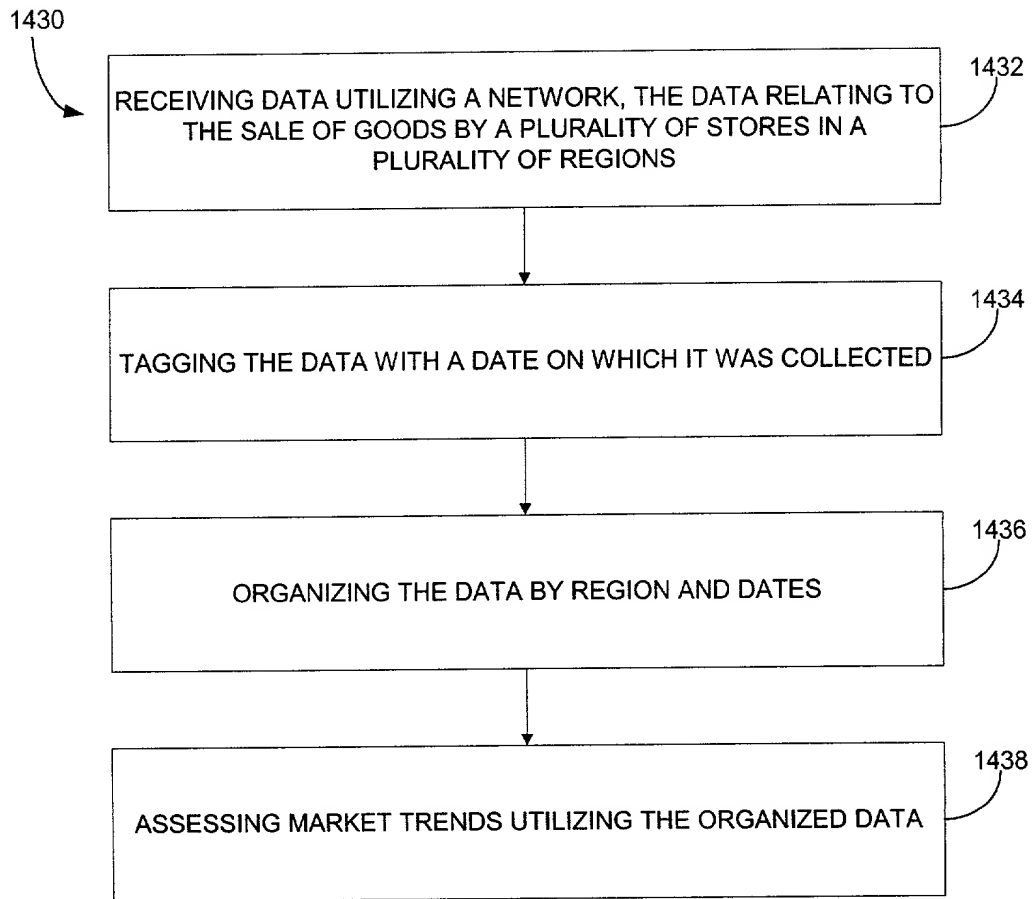 1430
1432
RECEIVING DATA UTILIZING A NETWORK, THE DATA RELATING TO
THE SALE OF GOODS BY A PLURALITY OF STORES IN A
PLURALITY OF REGIONS
1434
TAGGING THE DATA WITH A DATE ON WHICH IT WAS COLLECTED
1436
ORGANIZING THE DATA BY REGION AND DATES
1438
ASSESSING MARKET TRENDS UTILIZING THE ORGANIZED DATA